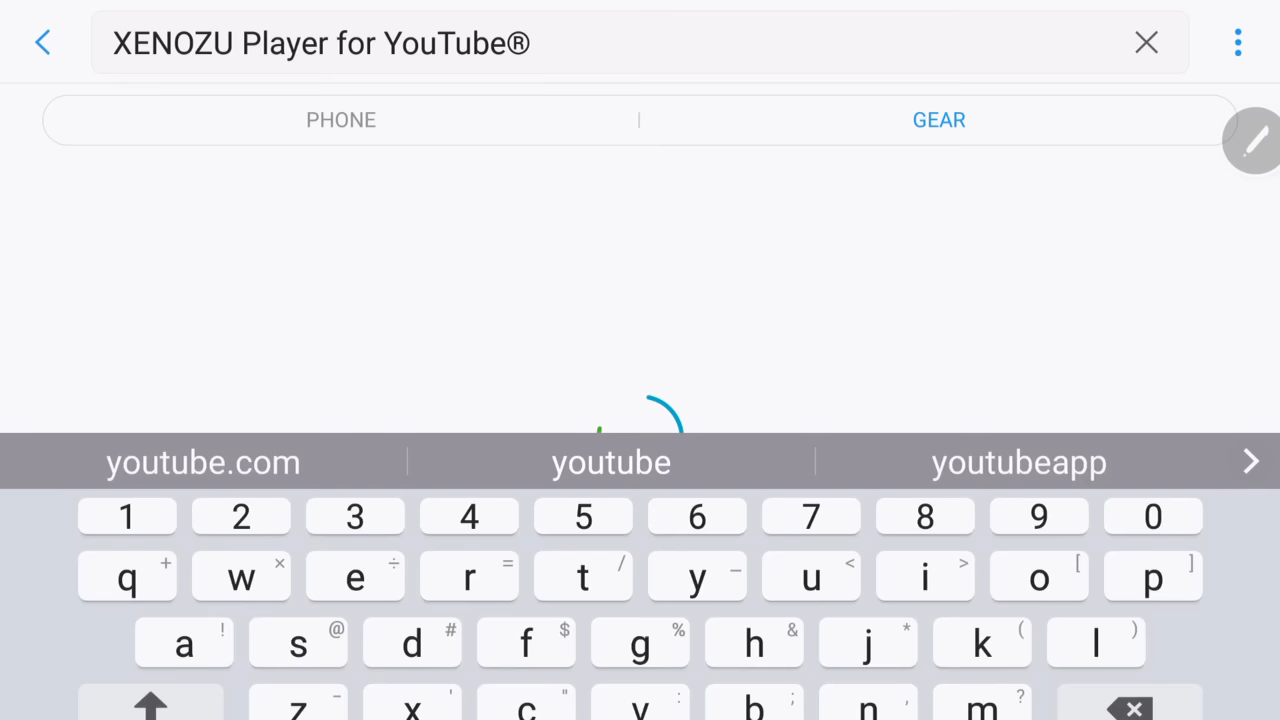 XENOZU Player for YouTube®
PHONE | GEAR
youtube.com youtube youtubeapp
1 2 3 4 5 6 7 8 9 0
+ × ÷ = / _ < > [ ]
q w e r t y u i o p
! @ # $ % & * ( )
a s d f g h j k l
- ' " : ; , ?
z x c v b n m